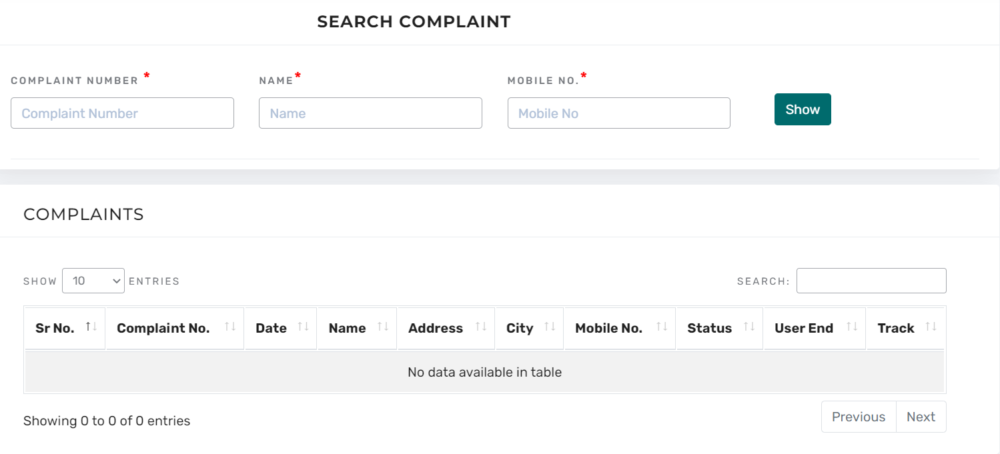 SEARCH COMPLAINT
COMPLAINT NUMBER * NAME* MOBILE NO.*
Complaint Number Name Mobile No Show
COMPLAINTS
SHOW 10 ENTRIES SEARCH:
Sr No. ↑↓ Complaint No. ↑↓ Date ↑↓ Name ↑↓ Address ↑↓ City ↑↓ Mobile No. ↑↓ Status ↑↓ User End ↑↓ Track ↑↓
No data available in table
Showing 0 to 0 of 0 entries Previous Next